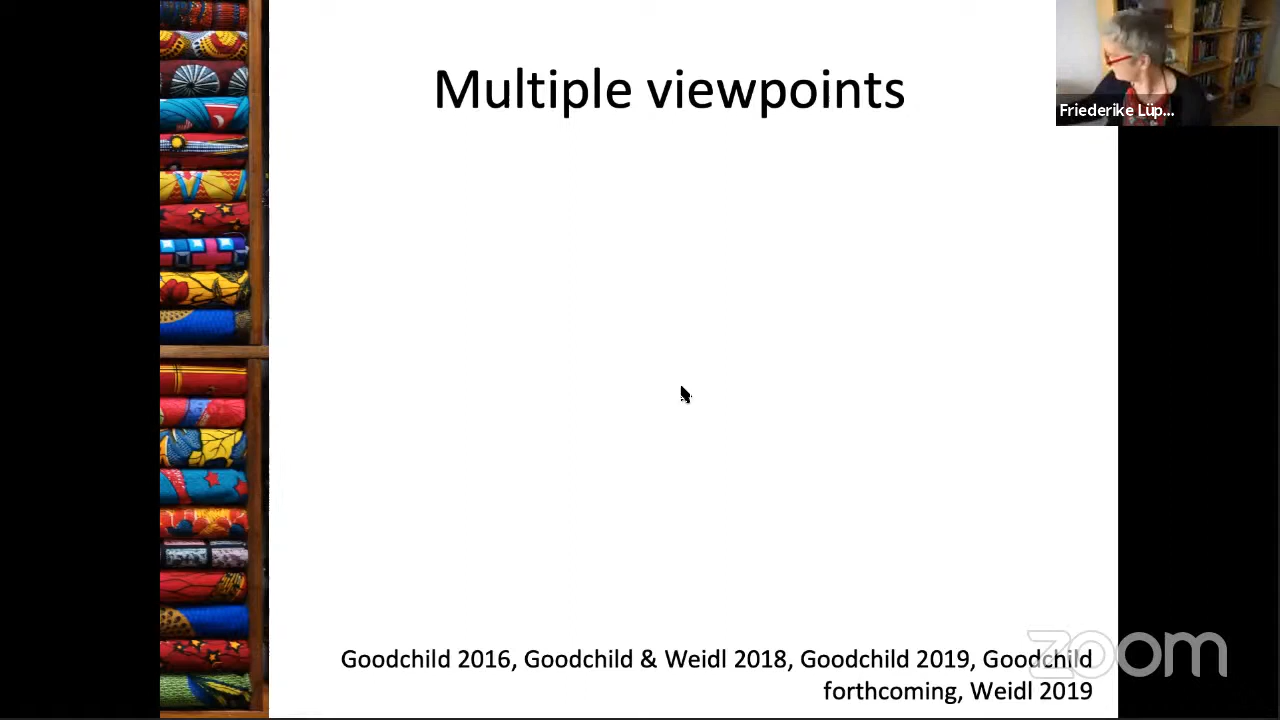 Multiple viewpoints
Friederike Lüp...
Goodchild 2016, Goodchild & Weidl 2018, Goodchild 2019, Goodchild
forthcoming, Weidl 2019
zoom